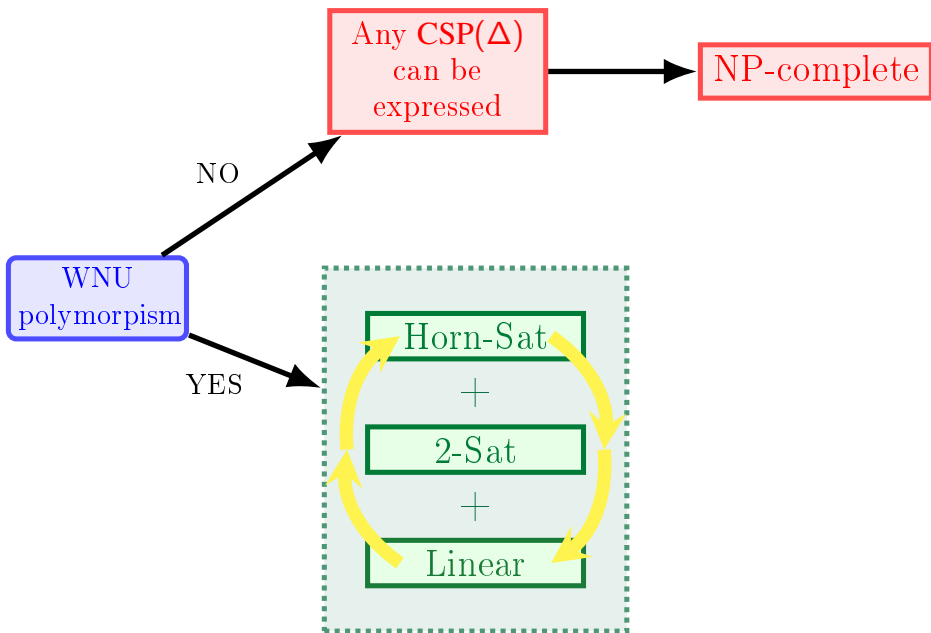 Any CSP(Δ)
can be
expressed
NP-complete
NO
WNU
polymorpism
YES
Horn-Sat
+
2-Sat
+
Linear